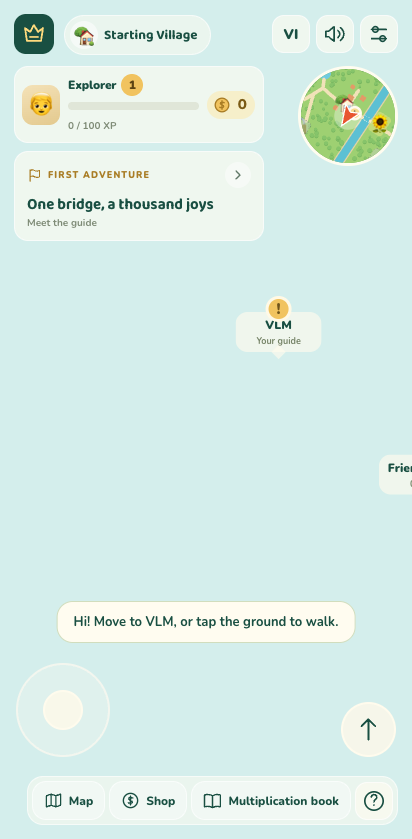 Starting Village
VI
Explorer 1
0
0 / 100 XP
FIRST ADVENTURE
One bridge, a thousand joys
Meet the guide
!
VLM
Your guide
Frie
Hi! Move to VLM, or tap the ground to walk.
Map
Shop
Multiplication book
?